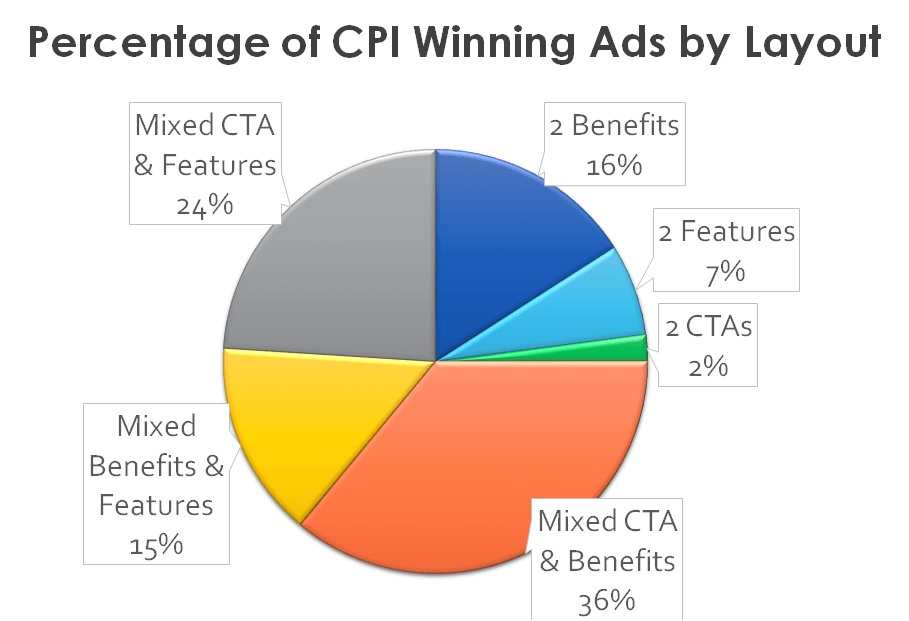 Percentage of CPI Winning Ads by Layout
Mixed CTA
& Features
24%
2 Benefits
16%
2 Features
7%
2 CTAs
2%
Mixed
Benefits &
Features
15%
Mixed CTA
& Benefits
36%